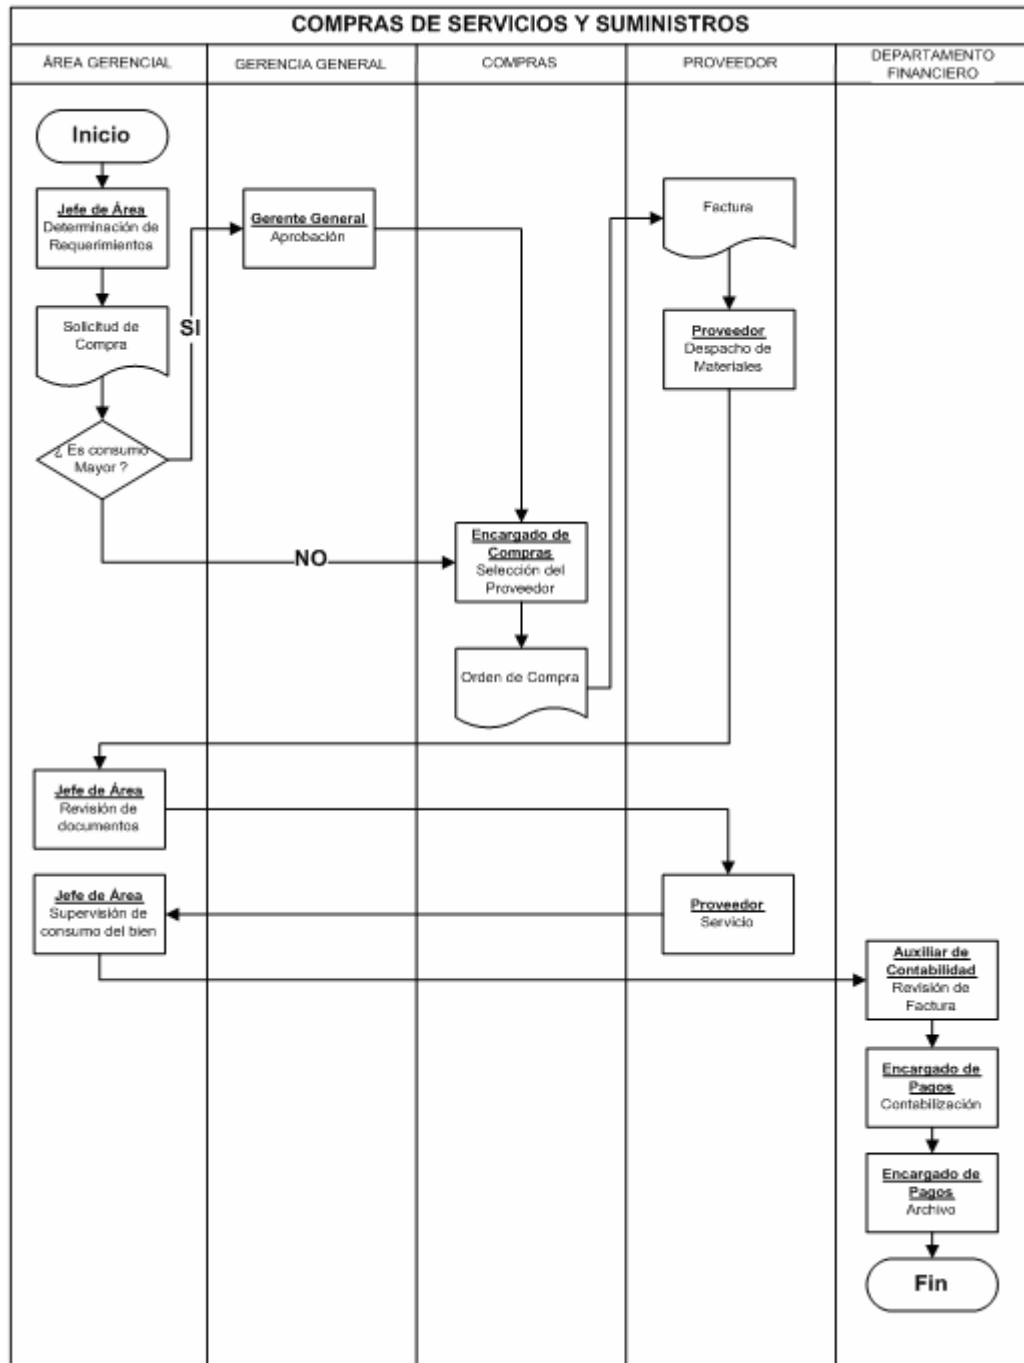 COMPRAS DE SERVICIOS Y SUMINISTROS
ÁREA GERENCIAL
GERENCIA GENERAL
COMPRAS
PROVEEDOR
DEPARTAMENTO
FINANCIERO
Inicio
Jefe de Área
Determinación de
Requerimientos
Solicitud de
Compra
¿ Es consumo
Mayor ?
SI
NO
Gerente General
Aprobación
Encargado de
Compras
Selección del
Proveedor
Orden de Compra
Factura
Proveedor
Despacho de
Materiales
Jefe de Área
Revisión de
documentos
Proveedor
Servicio
Jefe de Área
Supervisión de
consumo del bien
Auxiliar de
Contabilidad
Revisión de
Factura
Encargado de
Pagos
Contabilización
Encargado de
Pagos
Archivo
Fin